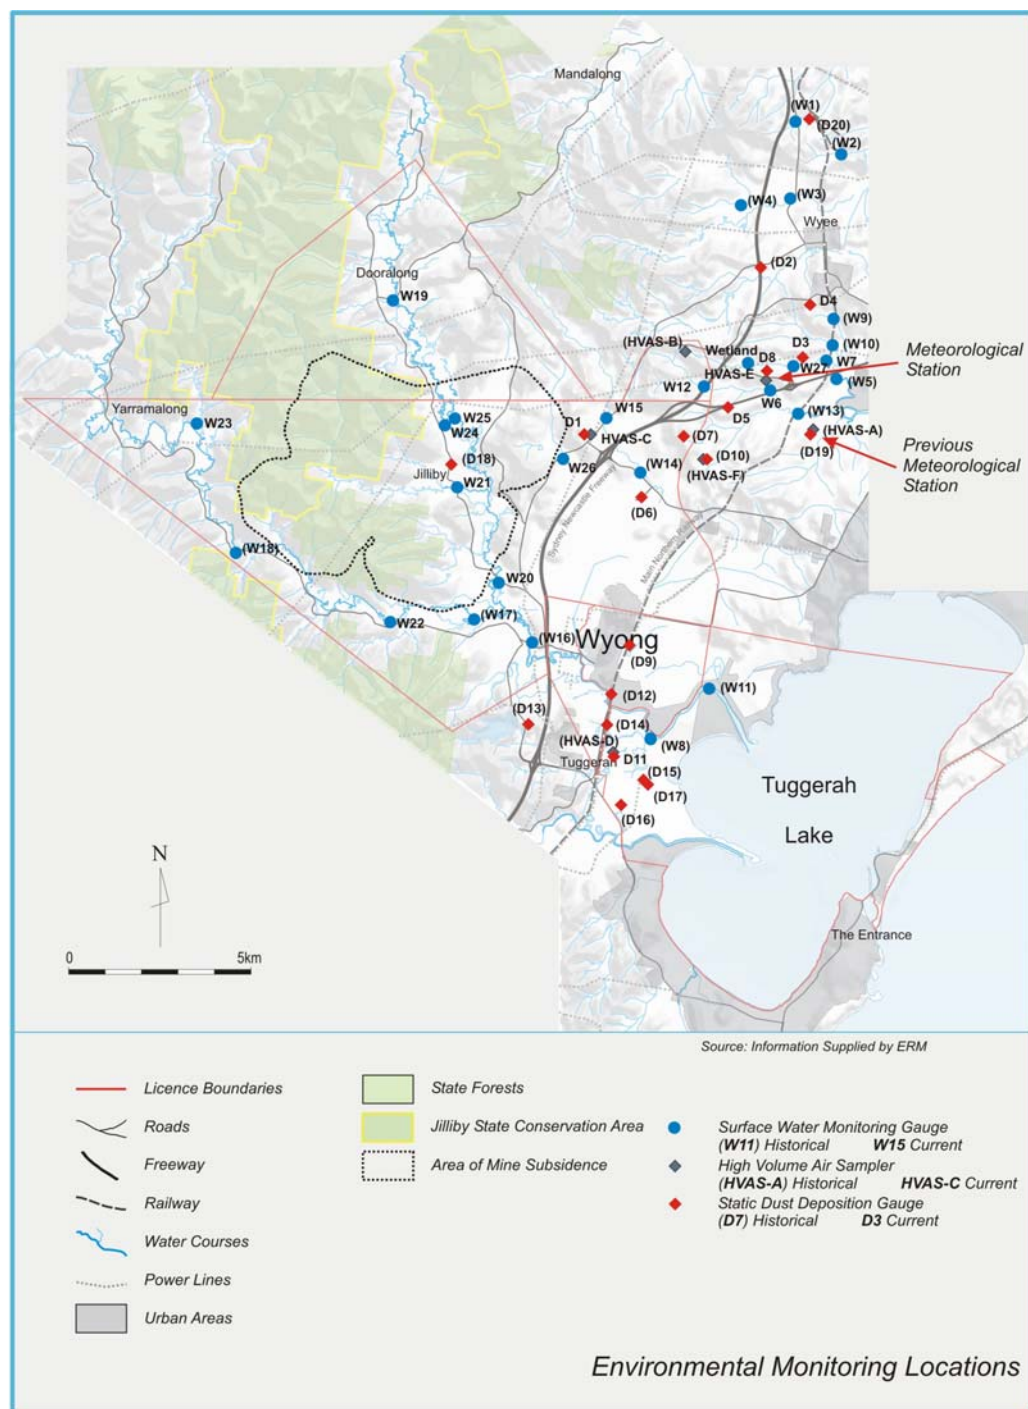 Mandalong
(W1)
(D20)
(W2)
(W3)
(W4)
Wyee
(D2)
Dooralong
W19
D4
(W9)
(HVAS-B)
Wetland
D3
(W10)
D8
W7
HVAS-E
W27
(W5)
Meteorological
Station
W12
W6
Yarramalong
W23
W25
W24
W15
D1
HVAS-C
D5
(W13)
(HVAS-A)
(D7)
(D19)
Previous
Meteorological
Station
(D18)
Jilliby
W21
W26
(W14)
(D10)
(HVAS-F)
(D6)
Sydney Newcastle Freeway
Main Northern Railway
(W18)
W20
W22
(W17)
(W16)
Wyong
(D9)
(D12)
(W11)
(D13)
(D14)
(HVAS-D)
(W8)
D11
Tuggerah
(D15)
(D17)
(D16)
Tuggerah
Lake
N
0 5km
The Entrance
Source: Information Supplied by ERM
Licence Boundaries
Roads
Freeway
Railway
Water Courses
Power Lines
Urban Areas
State Forests
Jilliby State Conservation Area
Area of Mine Subsidence
Surface Water Monitoring Gauge
(W11) Historical W15 Current
High Volume Air Sampler
(HVAS-A) Historical HVAS-C Current
Static Dust Deposition Gauge
(D7) Historical D3 Current
Environmental Monitoring Locations